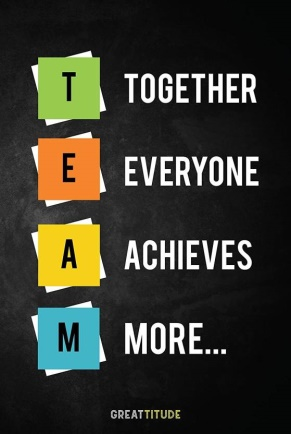 T TOGETHER
E EVERYONE
A ACHIEVES
M MORE...
GREATTITUDE